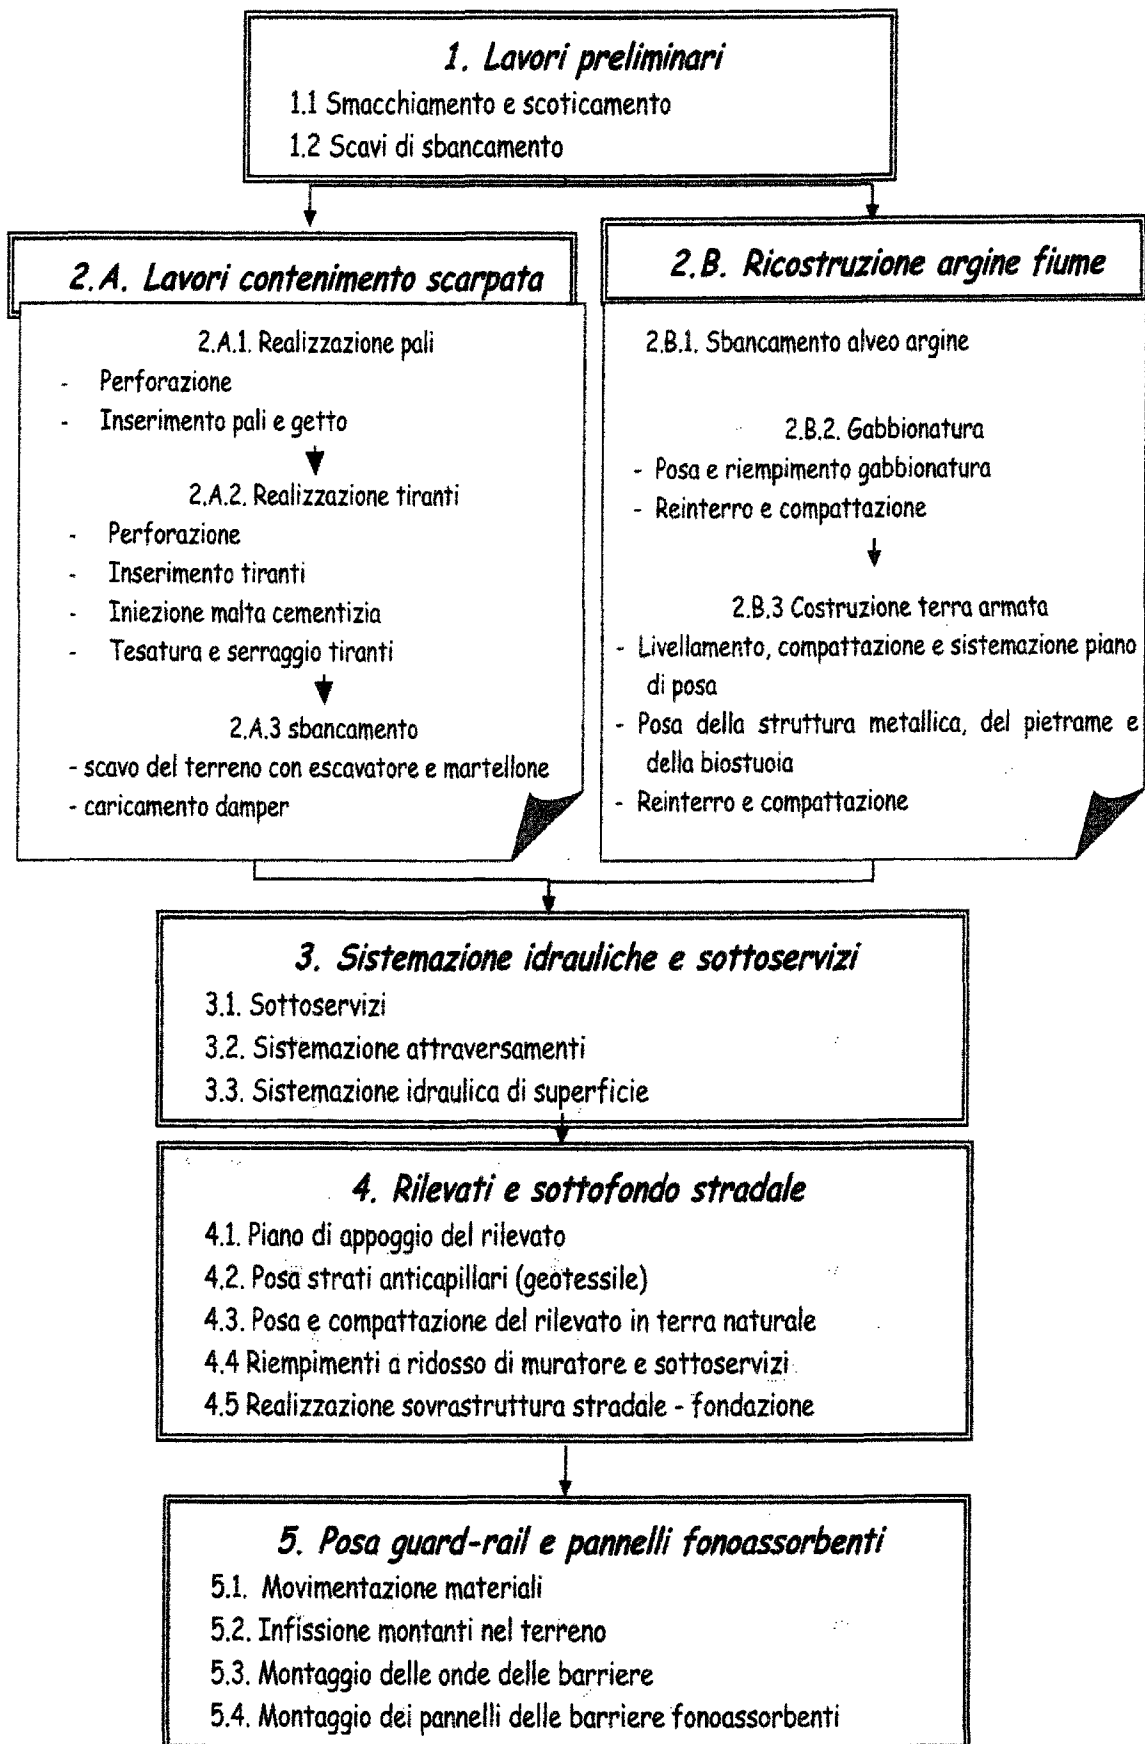 1. Lavori preliminari
1.1 Smacchiamento e scoticamento
1.2 Scavi di sbancamento
2.A. Lavori contenimento scarpata
2.A.1. Realizzazione pali
- Perforazione
- Inserimento pali e getto
2.A.2. Realizzazione tiranti
- Perforazione
- Inserimento tiranti
- Iniezione malta cementizia
- Tesatura e serraggio tiranti
2.A.3 sbancamento
- scavo del terreno con escavatore e martellone
- caricamento damper
2.B. Ricostruzione argine fiume
2.B.1. Sbancamento alveo argine
2.B.2. Gabbionatura
- Posa e riempimento gabbionatura
- Reinterro e compattazione
2.B.3 Costruzione terra armata
- Livellamento, compattazione e sistemazione piano
di posa
- Posa della struttura metallica, del pietrame e
della biostuoia
- Reinterro e compattazione
3. Sistemazione idrauliche e sottoservizi
3.1. Sottoservizi
3.2. Sistemazione attraversamenti
3.3. Sistemazione idraulica di superficie
4. Rilevati e sottofondo stradale
4.1. Piano di appoggio del rilevato
4.2. Posa strati anticapillari (geotessile)
4.3. Posa e compattazione del rilevato in terra naturale
4.4 Riempimenti a ridosso di muratore e sottoservizi
4.5 Realizzazione sovrastruttura stradale - fondazione
5. Posa guard-rail e pannelli fonoassorbenti
5.1. Movimentazione materiali
5.2. Infissione montanti nel terreno
5.3. Montaggio delle onde delle barriere
5.4. Montaggio dei pannelli delle barriere fonoassorbenti